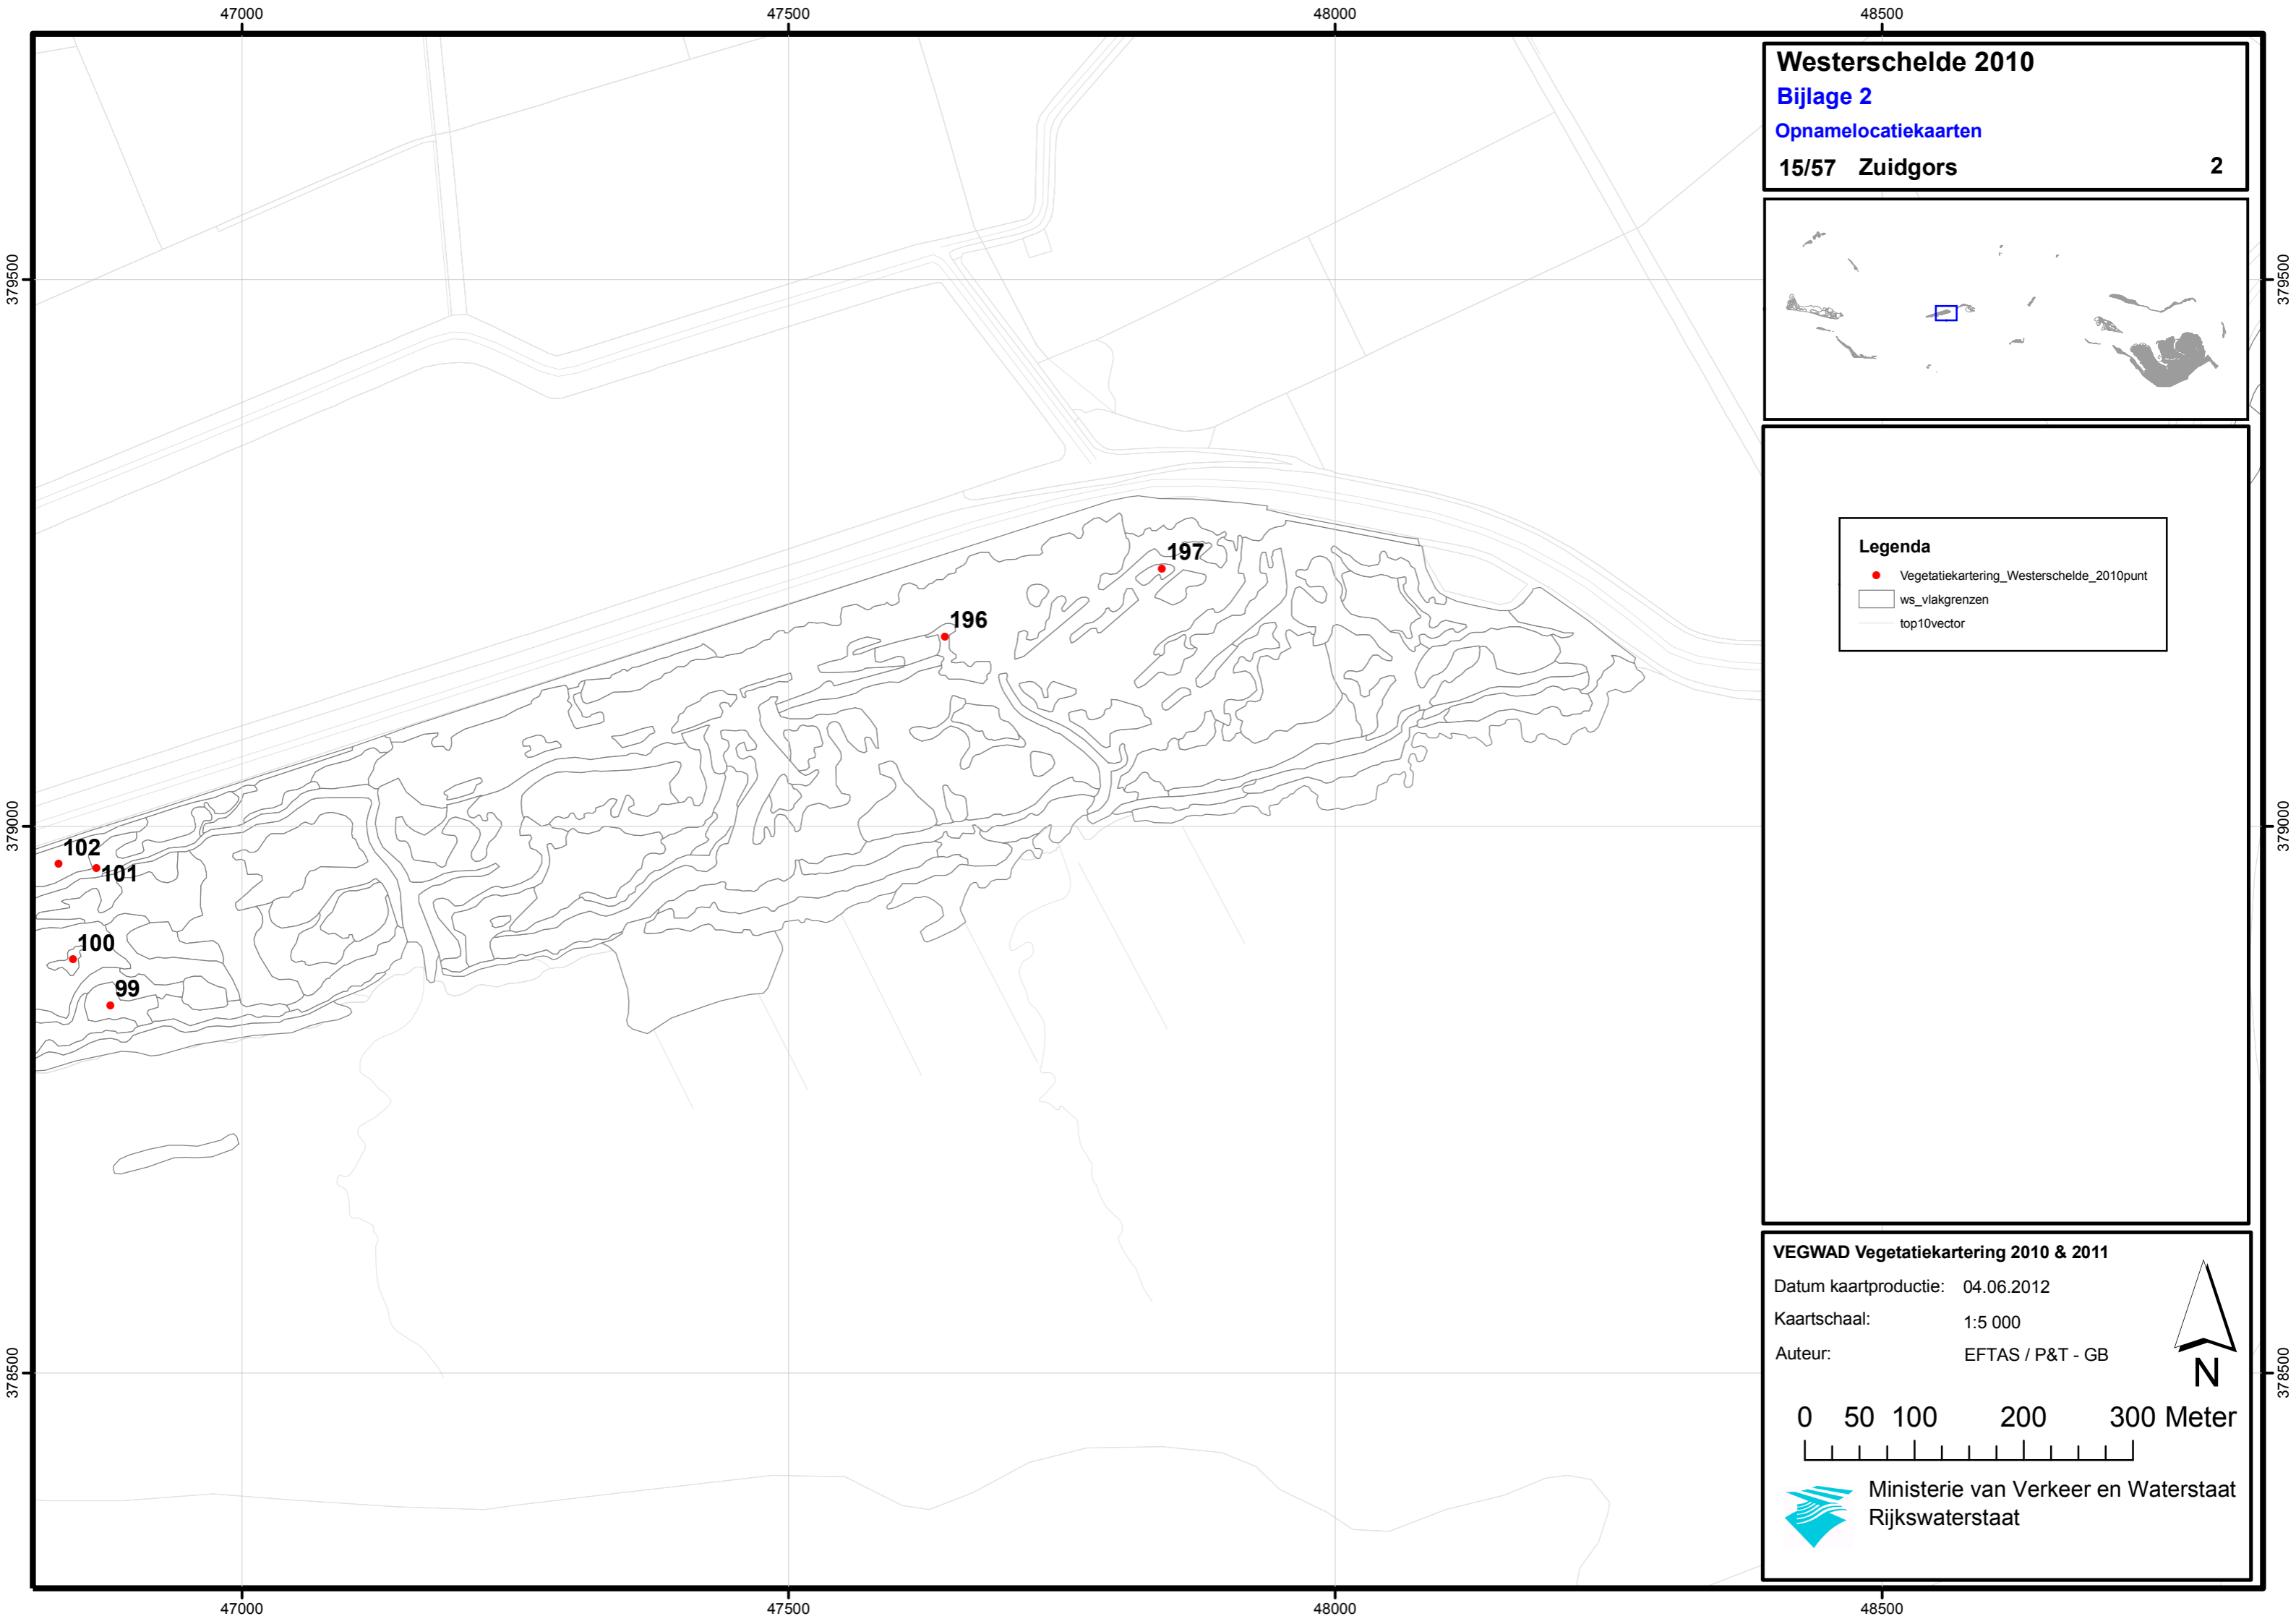 47000 47500 48000 48500
Westerschelde 2010
Bijlage 2
Opnamelocatiekaarten
15/57 Zuidgors 2
379500 379500
Legenda
Vegetatiekartering_Westerschelde_2010punt
ws_vlakgrenzen
top10vector
197
196
379000 379000
102
101
100
99
VEGWAD Vegetatiekartering 2010 & 2011
Datum kaartproductie: 04.06.2012
Kaartschaal: 1:5 000
Auteur: EFTAS / P&T - GB
N
378500 378500
0 50 100 200 300 Meter
Ministerie van Verkeer en Waterstaat
Rijkswaterstaat
47000 47500 48000 48500